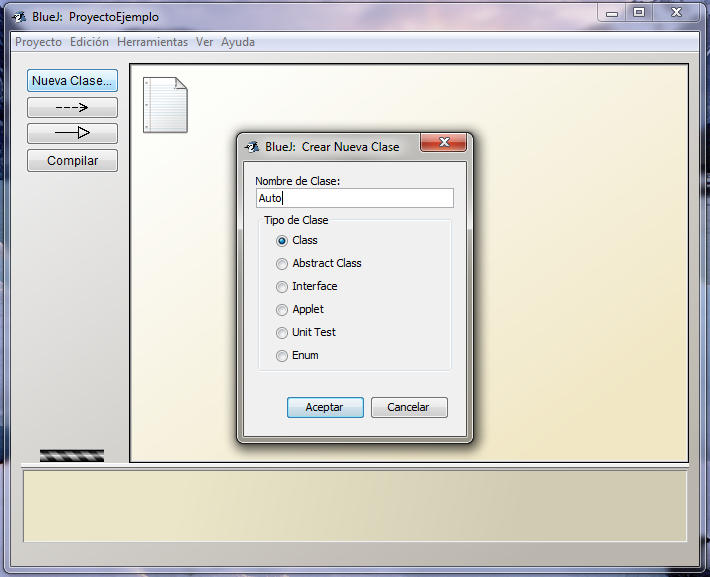 BlueJ: ProyectoEjemplo
Proyecto Edición Herramientas Ver Ayuda
Nueva Clase...
Compilar
BlueJ: Crear Nueva Clase
Nombre de Clase:
Auto
Tipo de Clase
Class
Abstract Class
Interface
Applet
Unit Test
Enum
Aceptar Cancelar